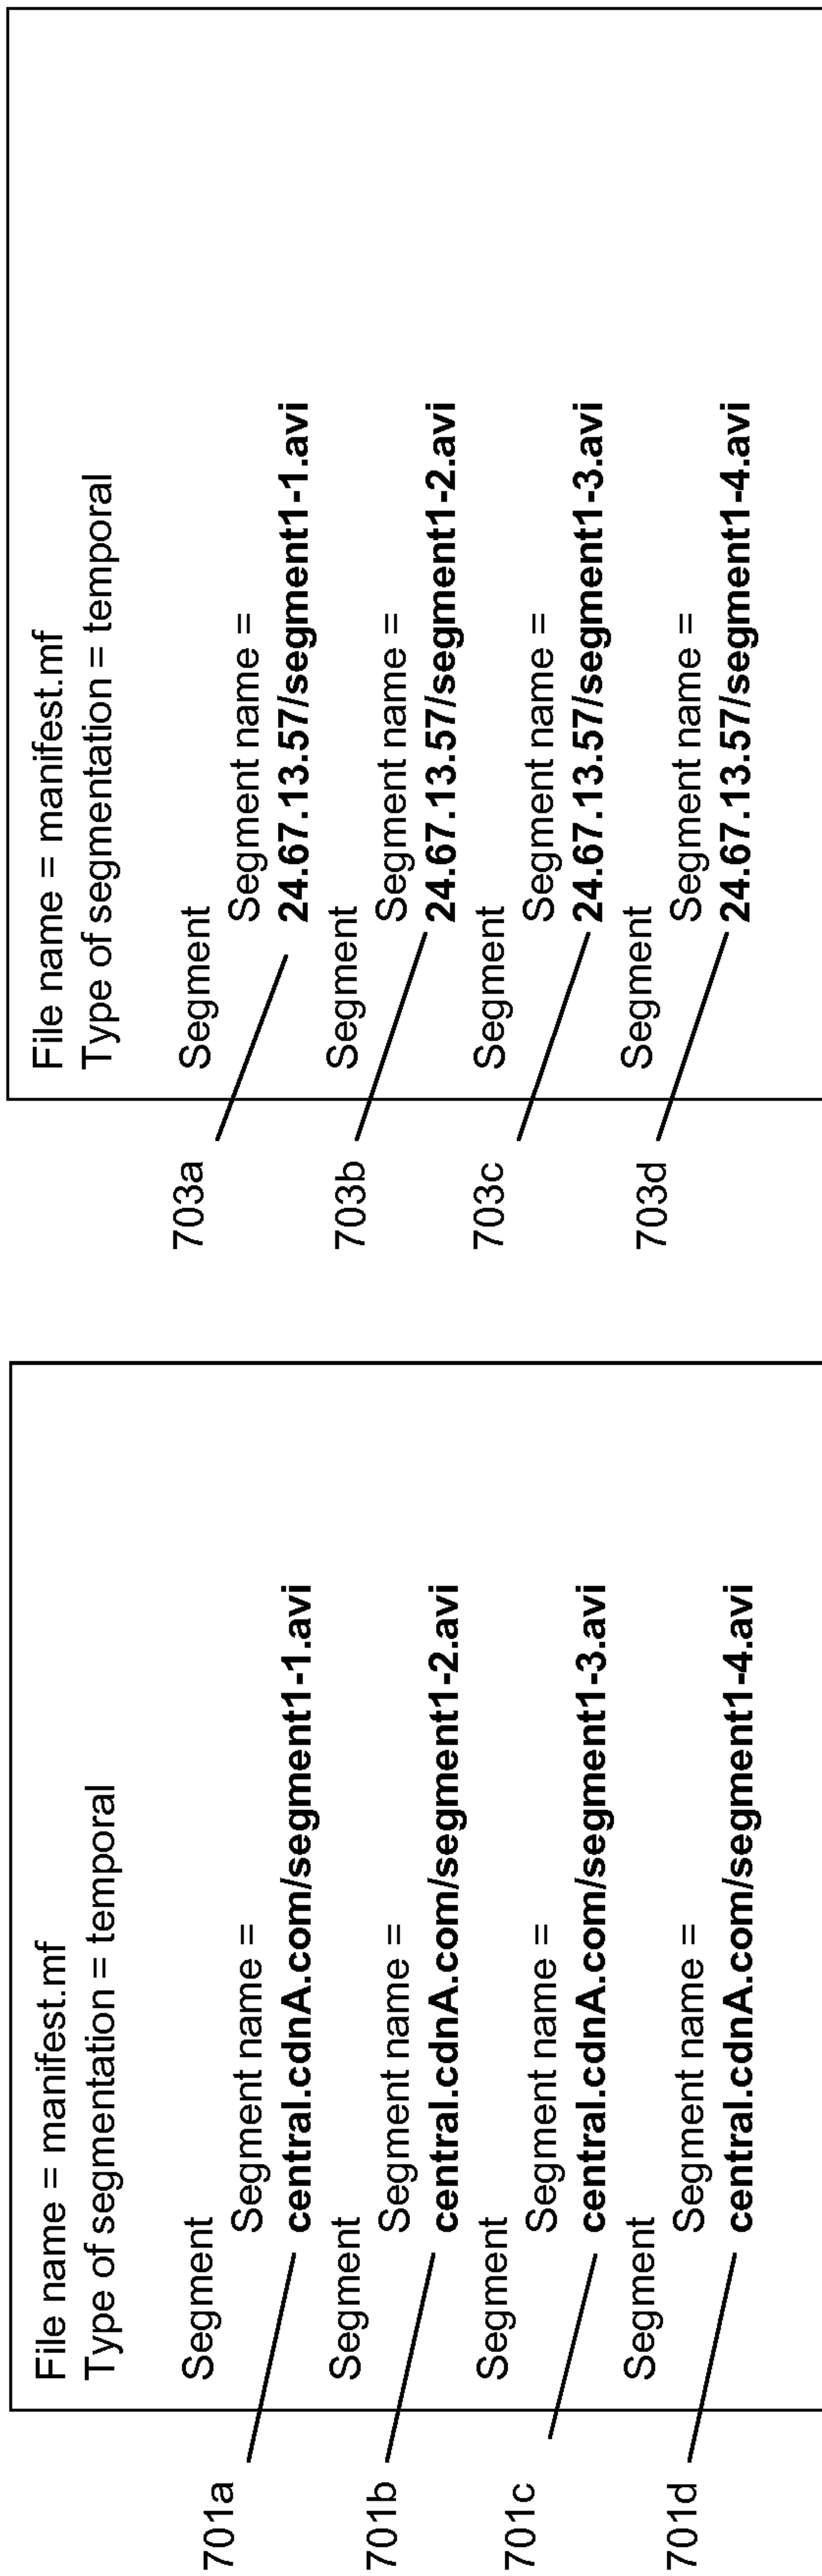 File name = manifest.mf
Type of segmentation = temporal
701a
Segment
Segment name =
central.cdnA.com/segment1-1.avi
701b
Segment
Segment name =
central.cdnA.com/segment1-2.avi
701c
Segment
Segment name =
central.cdnA.com/segment1-3.avi
701d
Segment
Segment name =
central.cdnA.com/segment1-4.avi
File name = manifest.mf
Type of segmentation = temporal
703a
Segment
Segment name =
24.67.13.57/segment1-1.avi
703b
Segment
Segment name =
24.67.13.57/segment1-2.avi
703c
Segment
Segment name =
24.67.13.57/segment1-3.avi
703d
Segment
Segment name =
24.67.13.57/segment1-4.avi